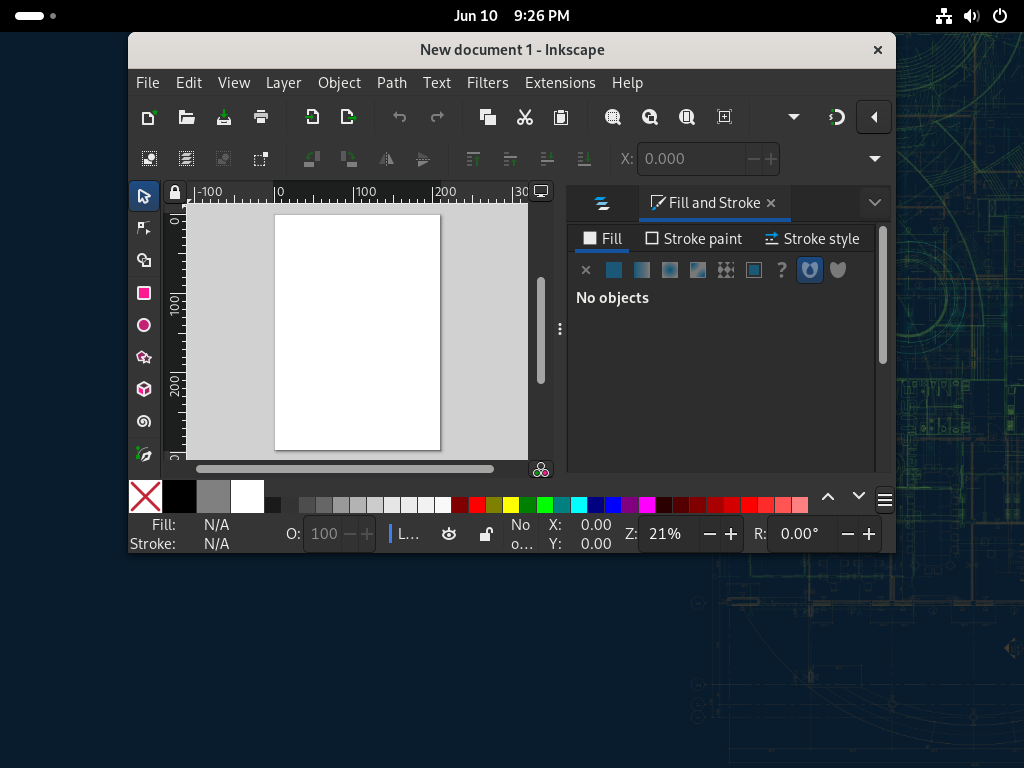 Jun 10 9:26 PM
New document 1 - Inkscape
File Edit View Layer Object Path Text Filters Extensions Help
X: 0.000
-100 0 100 200 30
Fill and Stroke
Fill Stroke paint Stroke style
No objects
0
100
200
Fill: N/A
Stroke: N/A
O: 100
L...
No
o...
X: 0.00
Y: 0.00
Z: 21%
R: 0.00°